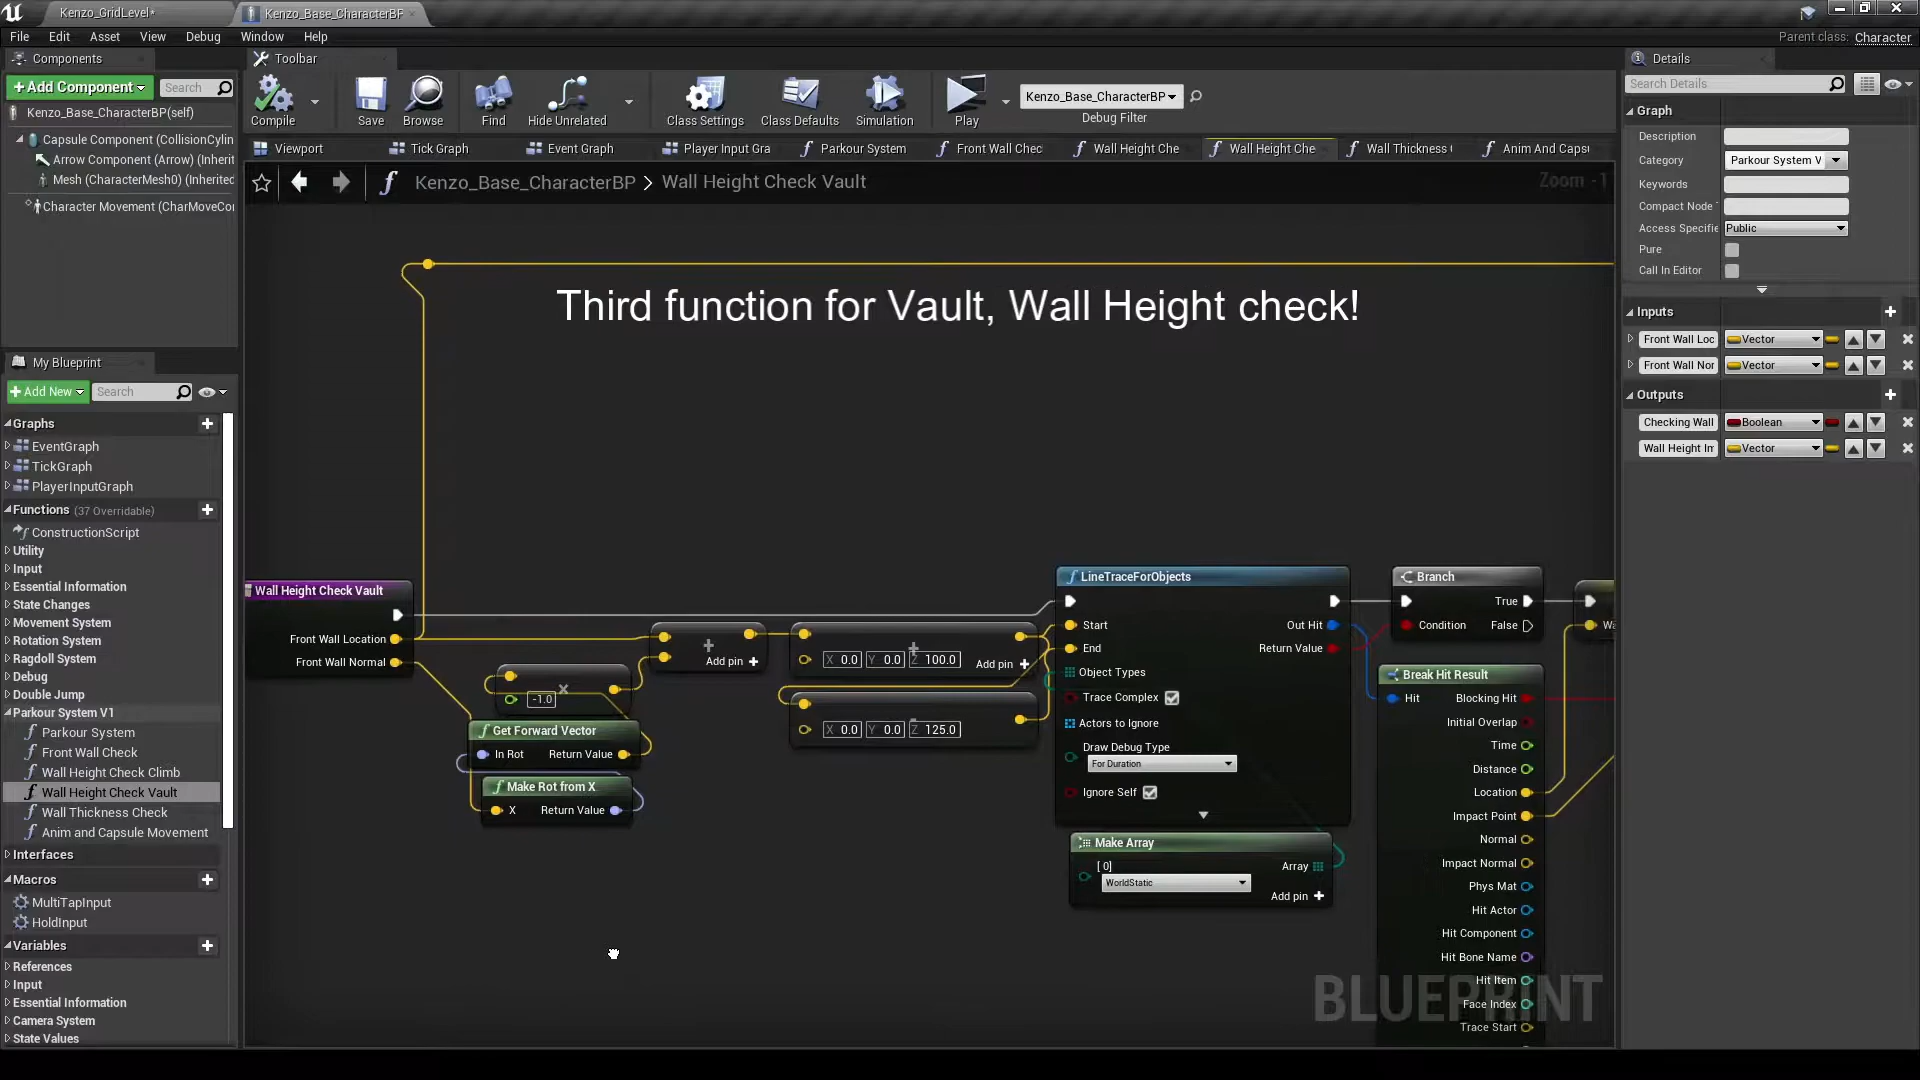 Kenzo_GridLevel*
Kenzo_Base_CharacterBP
File Edit Asset View Debug Window Help
Parent class: Character
Components
+Add Component
Search
Kenzo_Base_CharacterBP(self)
Capsule Component (CollisionCylin
Arrow Component (Arrow) (Inherit
Mesh (CharacterMesh0) (Inherited
Character Movement (CharMoveCo
My Blueprint
+Add New
Search
Graphs
EventGraph
TickGraph
PlayerInputGraph
Functions (37 Overridable)
ConstructionScript
Utility
Input
Essential Information
State Changes
Movement System
Rotation System
Ragdoll System
Debug
Double Jump
Parkour System V1
Parkour System
Front Wall Check
Wall Height Check Climb
Wall Height Check Vault
Wall Thickness Check
Anim and Capsule Movement
Interfaces
Macros
MultiTapInput
HoldInput
Variables
References
Input
Essential Information
Camera System
State Values
Toolbar
Compile
Save
Browse
Find
Hide Unrelated
Class Settings
Class Defaults
Simulation
Play
Kenzo_Base_CharacterBP
Debug Filter
Viewport
Tick Graph
Event Graph
Player Input Gra
Parkour System
Front Wall Chec
Wall Height Che
Wall Height Che
Wall Thickness
Anim And Capsu
Kenzo_Base_CharacterBP > Wall Height Check Vault
Zoom -1
Third function for Vault, Wall Height check!
Wall Height Check Vault
Front Wall Location
Front Wall Normal
-1.0
Get Forward Vector
In Rot Return Value
Make Rot from X
X Return Value
Add pin +
X 0.0 Y 0.0 Z 100.0 Add pin +
X 0.0 Y 0.0 Z 125.0
LineTraceForObjects
Start Out Hit
End Return Value
Object Types
Trace Complex
Actors to Ignore
Draw Debug Type
For Duration
Ignore Self
Make Array
[ 0] Array
WorldStatic
Add pin +
Branch
True
Condition False
Break Hit Result
Hit Blocking Hit
Initial Overlap
Time
Distance
Location
Impact Point
Normal
Impact Normal
Phys Mat
Hit Actor
Hit Component
Hit Bone Name
Hit Item
Face Index
Trace Start
Wa
BLUEPRINT
Details
Search Details
Graph
Description
Category Parkour System V
Keywords
Compact Node
Access Specifie Public
Pure
Call In Editor
Inputs
Front Wall Loc Vector
Front Wall Nor Vector
Outputs
Checking Wall Boolean
Wall Height Im Vector